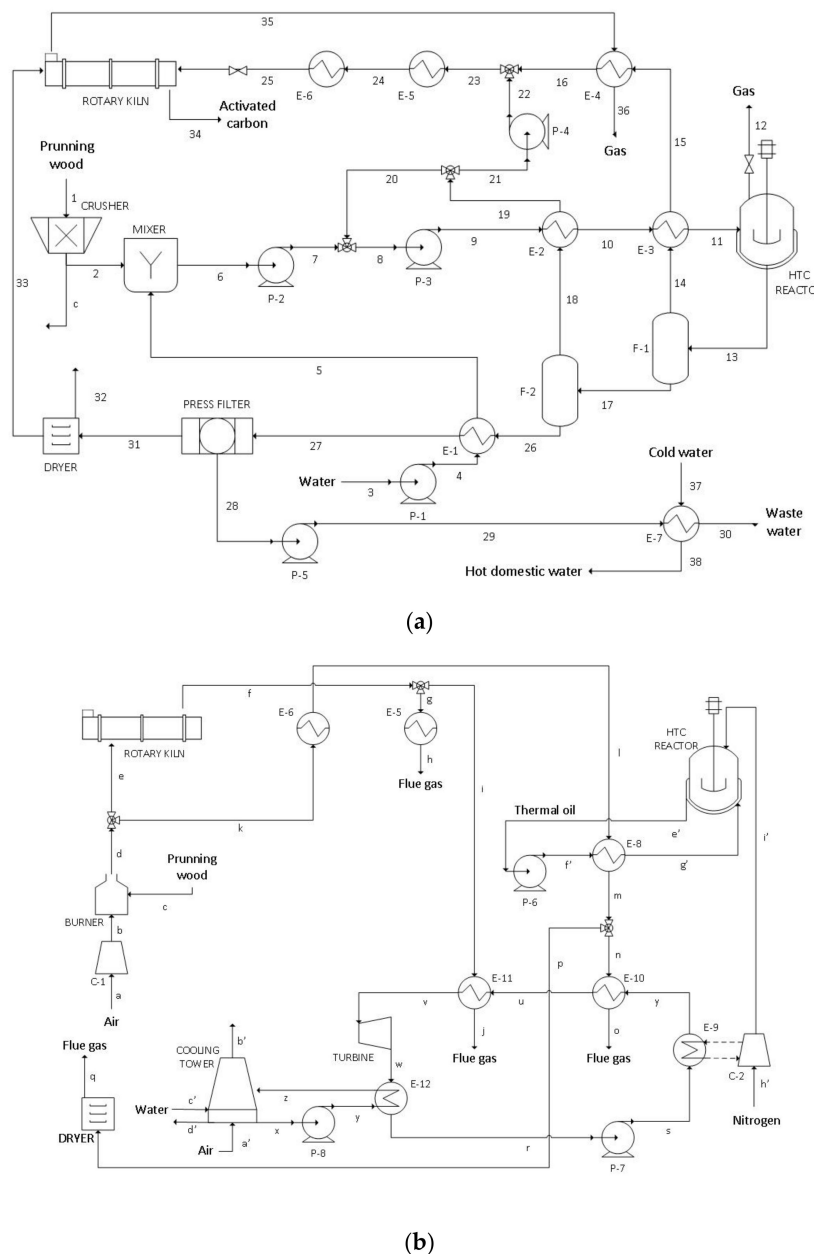 35
16
23
24
25
E-4
E-5
E-6
22
36
ROTARY KILN
Activated
carbon
34
Gas
P-4
Gas
12
15
Prunning
wood
1
CRUSHER
20
21
MIXER
19
33
2
6
7
8
9
10
11
E-2
E-3
HTC
REACTOR
P-2
P-3
c
18
14
F-1
13
5
F-2
17
32
PRESS FILTER
31
27
26
DRYER
E-1
4
Water
3
P-1
Cold water
37
28
Waste
water
29
30
E-7
P-5
38
Hot domestic water
(a)
f
g
E-6
E-5
HTC
REACTOR
ROTARY KILN
h
Flue gas
e
i
l
k
Thermal oil
e'
i'
d
E-8
Prunning
wood
f'
g'
c
P-6
BURNER
m
b
C-1
p
n
a
E-11
E-10
Air
v
u
y
E-9
Flue gas
COOLING
TOWER
b'
j
o
TURBINE
Flue gas
Flue gas
C-2
q
w
h'
E-12
z
c'
Water
Nitrogen
y
DRYER
d'
x
s
Air
a'
P-8
r
P-7
(b)